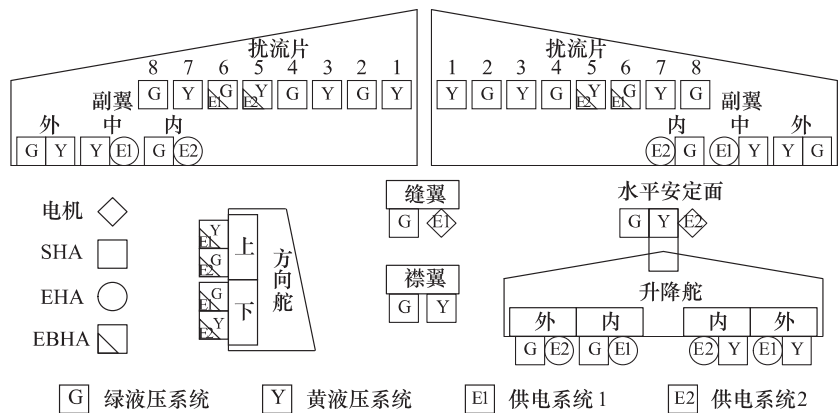 扰流片 扰流片
8 7 6 5 4 3 2 1 1 2 3 4 5 6 7 8
G Y G E1 Y E2 G Y G Y Y G Y G Y E2 G E1 Y G
副翼 副翼
外 中 内 内 中 外
G Y Y E1 G E2 E2 G E1 Y Y G
电机
SHA
EHA
EBHA
Y E1
G E2
G E1
Y E2
上
下
方向舵
缝翼
G E1
襟翼
G Y
水平安定面
G Y E2
升降舵
外 内 内 外
G E2 G E1 E2 Y E1 Y
G 绿液压系统 Y 黄液压系统 E1 供电系统1 E2 供电系统2